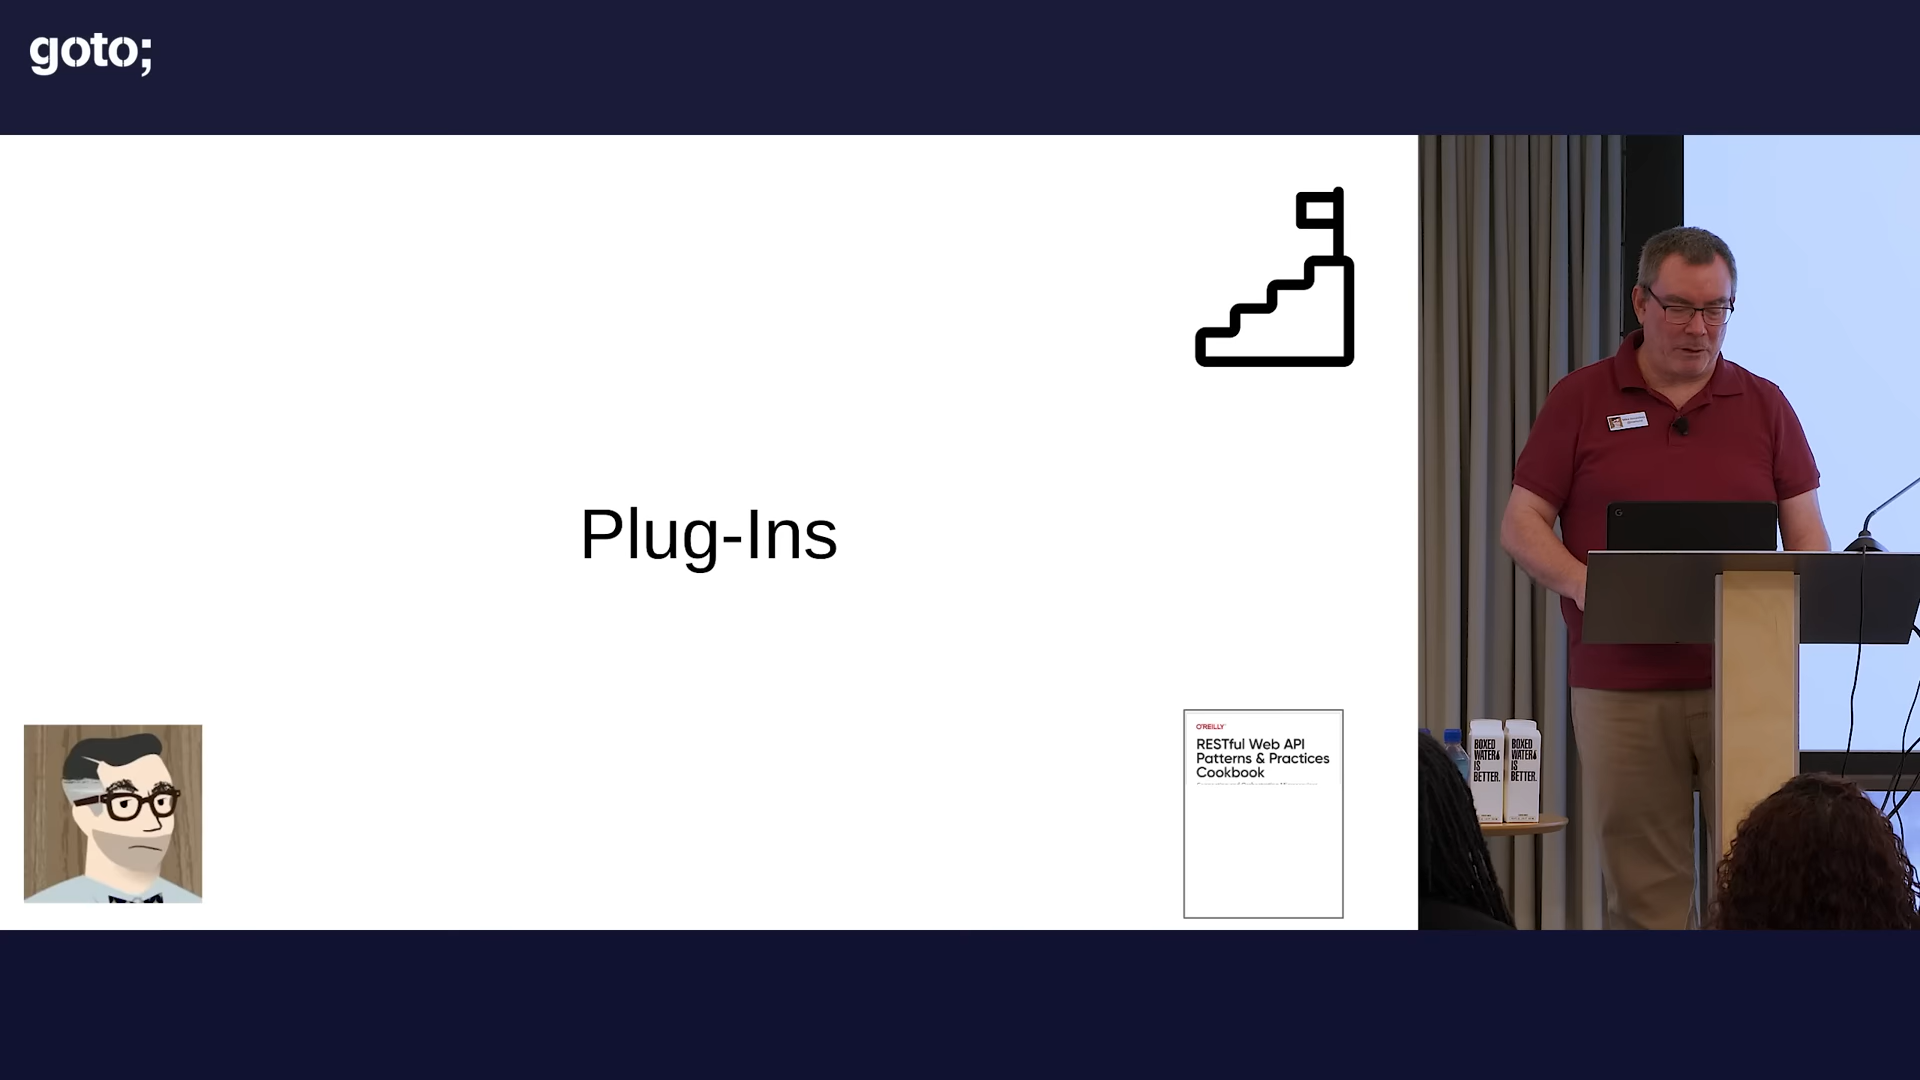 goto;
Plug-Ins
O'REILLY
RESTful Web API
Patterns & Practices
Cookbook
BOXED
WATER
IS
BETTER.
BOXED
WATER
IS
BETTER.
G